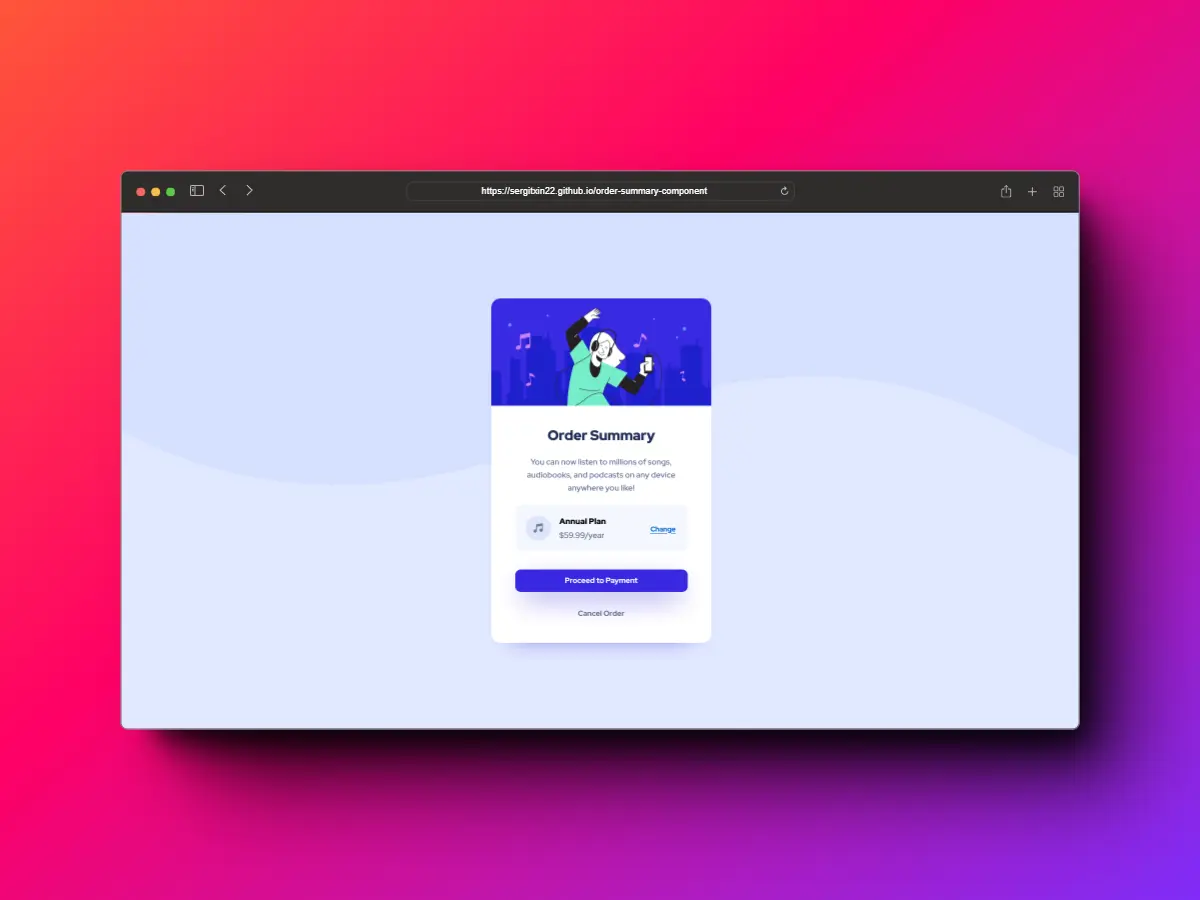 https://sergitxin22.github.io/order-summary-component
Order Summary
You can now listen to millions of songs,
audiobooks, and podcasts on any device
anywhere you like!
Annual Plan
$59.99/year
Change
Proceed to Payment
Cancel Order